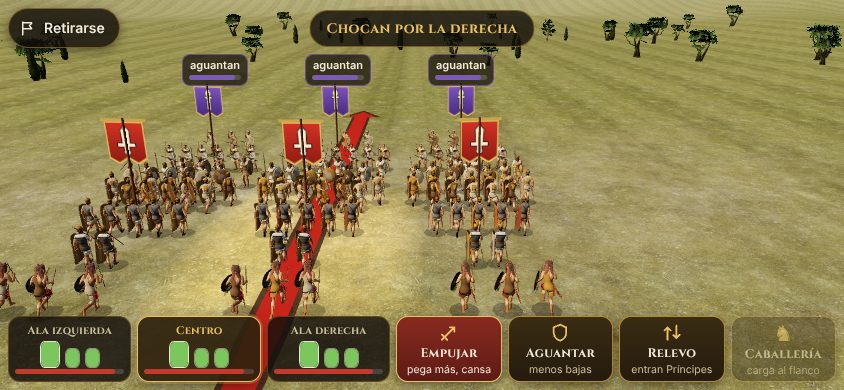 Retirarse
Chocan por la derecha
aguantan
aguantan
aguantan
Ala izquierda
Centro
Ala derecha
Empujar
pega más, cansa
Aguantar
menos bajas
Relevo
entran Príncipes
Caballería
carga al flanco